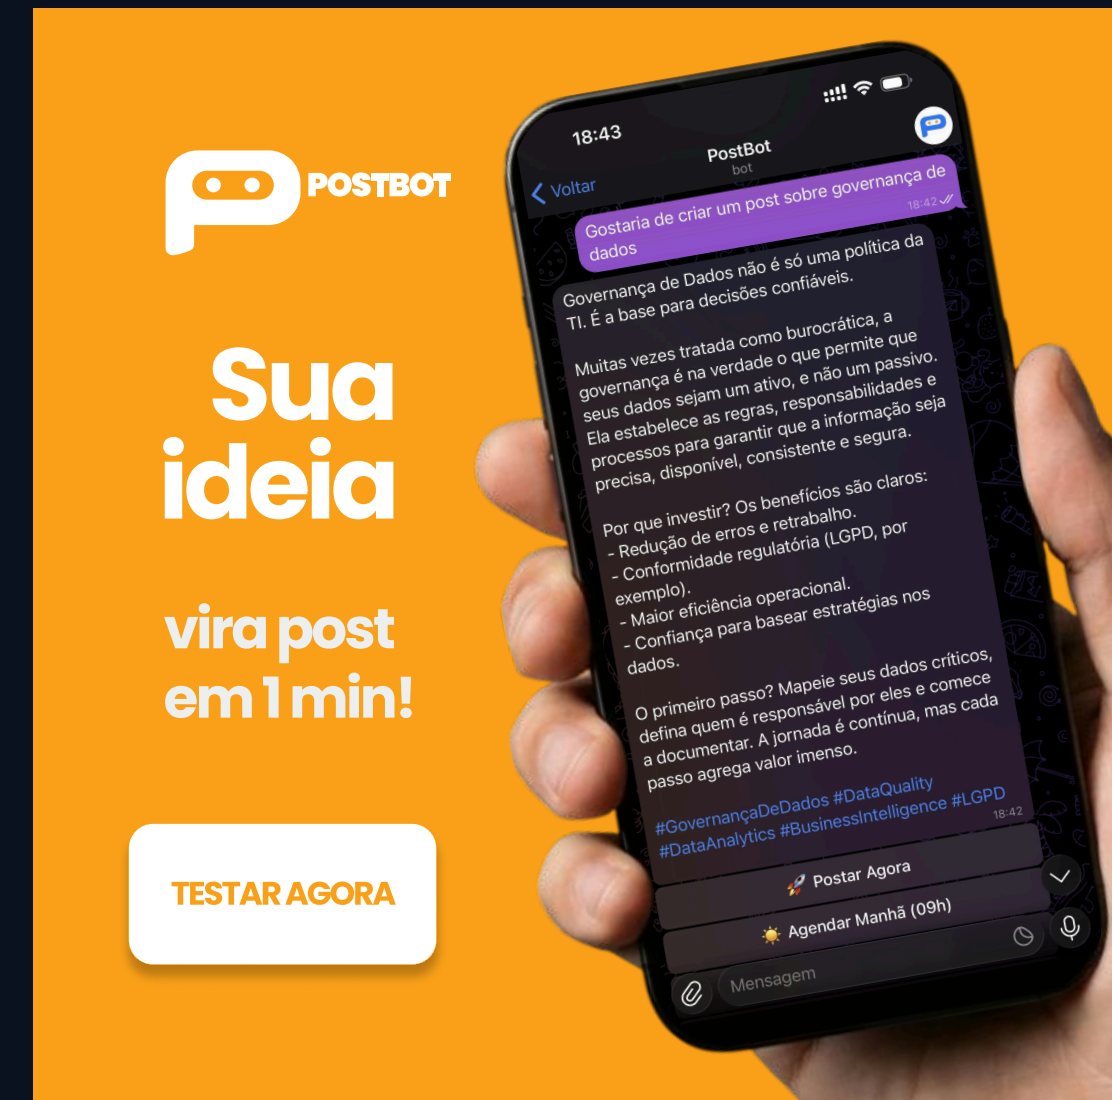 POSTBOT
Sua
ideia
vira post
em 1 min!
TESTAR AGORA
18:43
PostBot
bot
Voltar
Gostaria de criar um post sobre governança de
dados
18:42
Governança de Dados não é só uma política da
TI. É a base para decisões confiáveis.
Muitas vezes tratada como burocrática, a
governança é na verdade o que permite que
seus dados sejam um ativo, e não um passivo.
Ela estabelece as regras, responsabilidades e
processos para garantir que a informação seja
precisa, disponível, consistente e segura.
Por que investir? Os benefícios são claros:
- Redução de erros e retrabalho.
- Conformidade regulatória (LGPD, por
exemplo).
- Maior eficiência operacional.
- Confiança para basear estratégias nos
dados.
O primeiro passo? Mapeie seus dados críticos,
defina quem é responsável por eles e comece
a documentar. A jornada é contínua, mas cada
passo agrega valor imenso.
#GovernançaDeDados #DataQuality
#DataAnalytics #BusinessIntelligence #LGPD
18:42
🚀 Postar Agora
☀️ Agendar Manhã (09h)
Mensagem